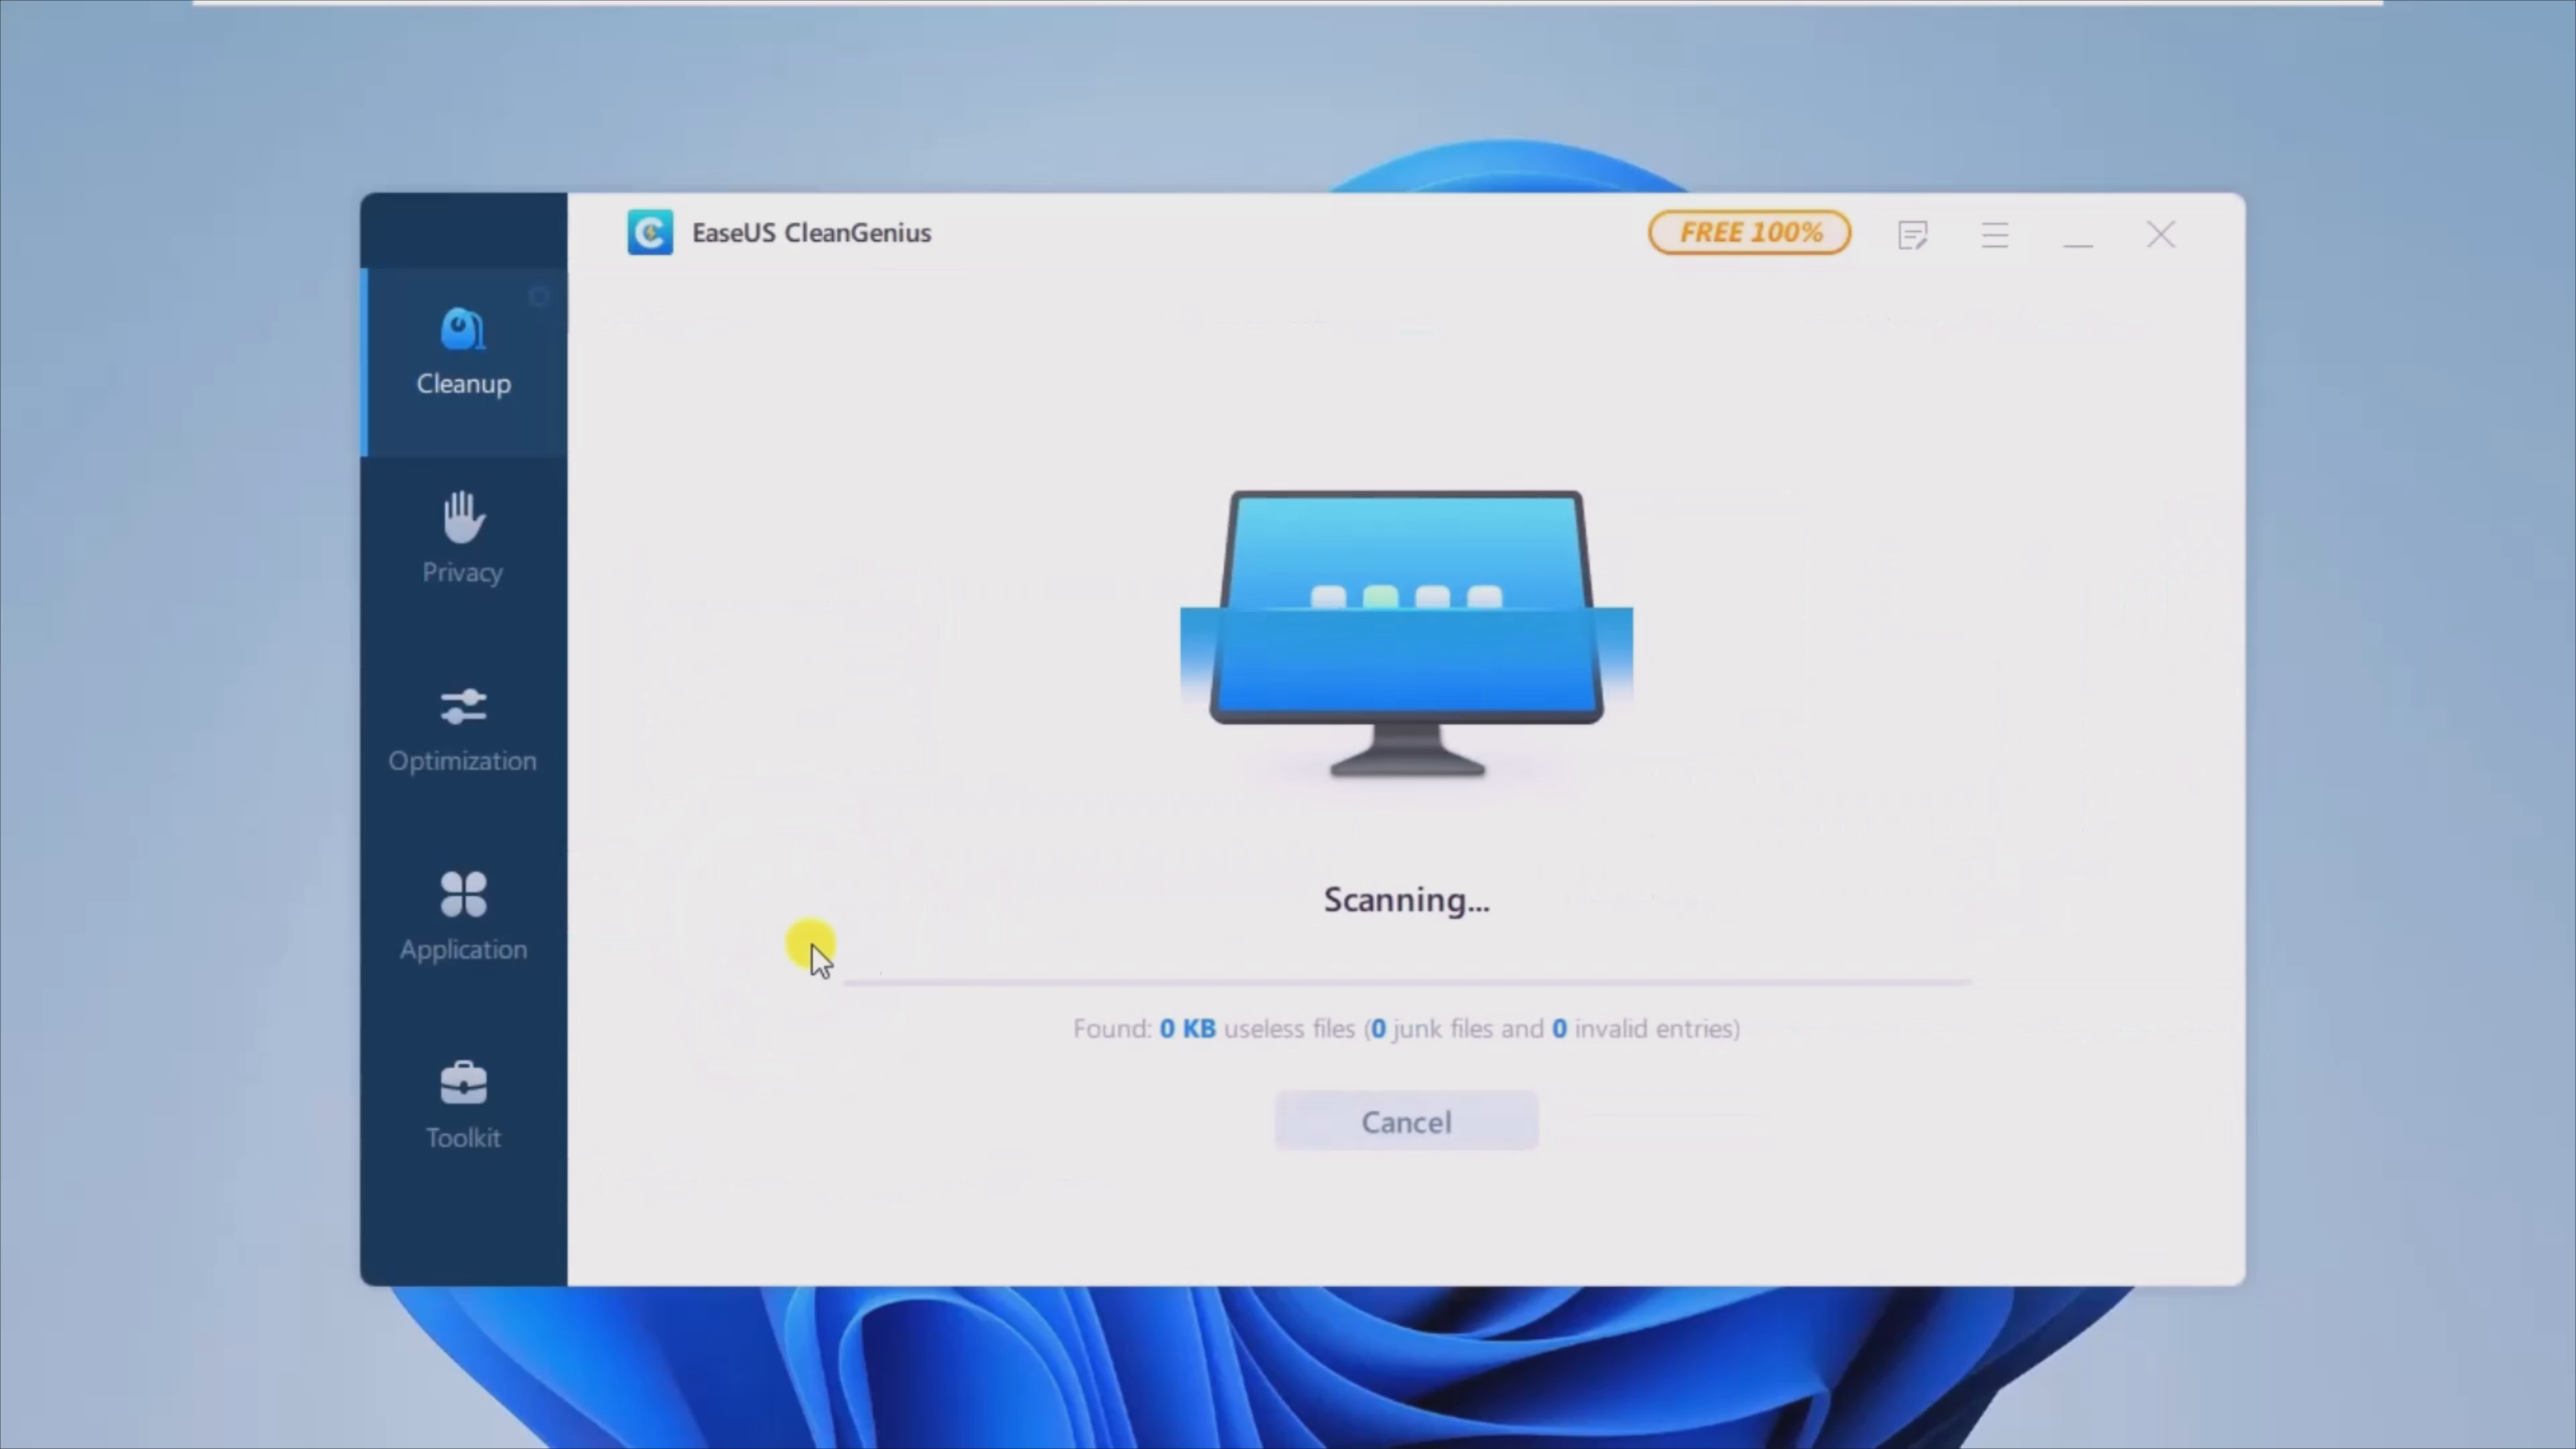 EaseUS CleanGenius
FREE 100%
Cleanup
Privacy
Optimization
Application
Toolkit
Scanning...
Found: 0 KB useless files (0 junk files and 0 invalid entries)
Cancel